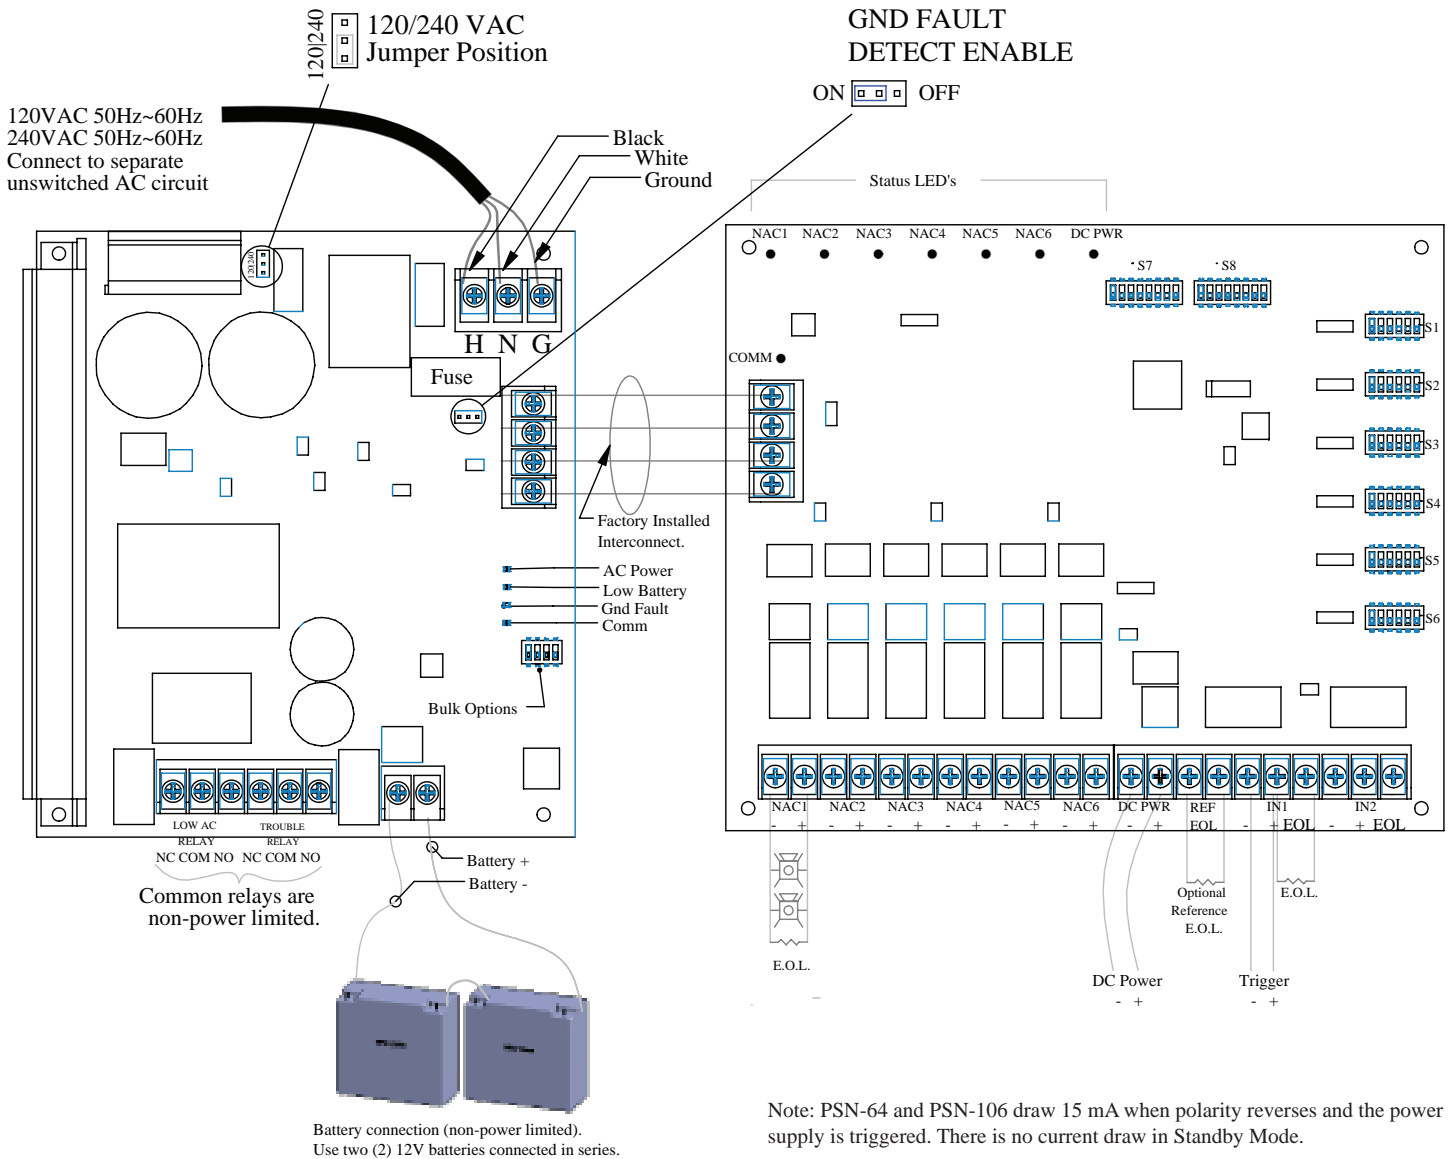 120|240
120/240 VAC
Jumper Position
GND FAULT
DETECT ENABLE
ON
OFF
120VAC 50Hz~60Hz
240VAC 50Hz~60Hz
Connect to separate
unswitched AC circuit
Black
White
Ground
Status LED's
NAC1 NAC2 NAC3 NAC4 NAC5 NAC6 DC PWR
S7 S8
120|240
H N G
Fuse
COMM
S1
S2
S3
S4
S5
S6
Factory Installed
Interconnect.
AC Power
Low Battery
Gnd Fault
Comm
Bulk Options
LOW AC
RELAY
NC COM NO
TROUBLE
RELAY
NC COM NO
Common relays are
non-power limited.
Battery +
Battery -
NAC1 NAC2 NAC3 NAC4 NAC5 NAC6 DC PWR REF IN1 IN2
- + - + - + - + - + - + - + EOL - + EOL - + EOL
E.O.L.
Optional
Reference
E.O.L.
E.O.L.
DC Power
- +
Trigger
- +
Battery connection (non-power limited).
Use two (2) 12V batteries connected in series.
Note: PSN-64 and PSN-106 draw 15 mA when polarity reverses and the power
supply is triggered. There is no current draw in Standby Mode.